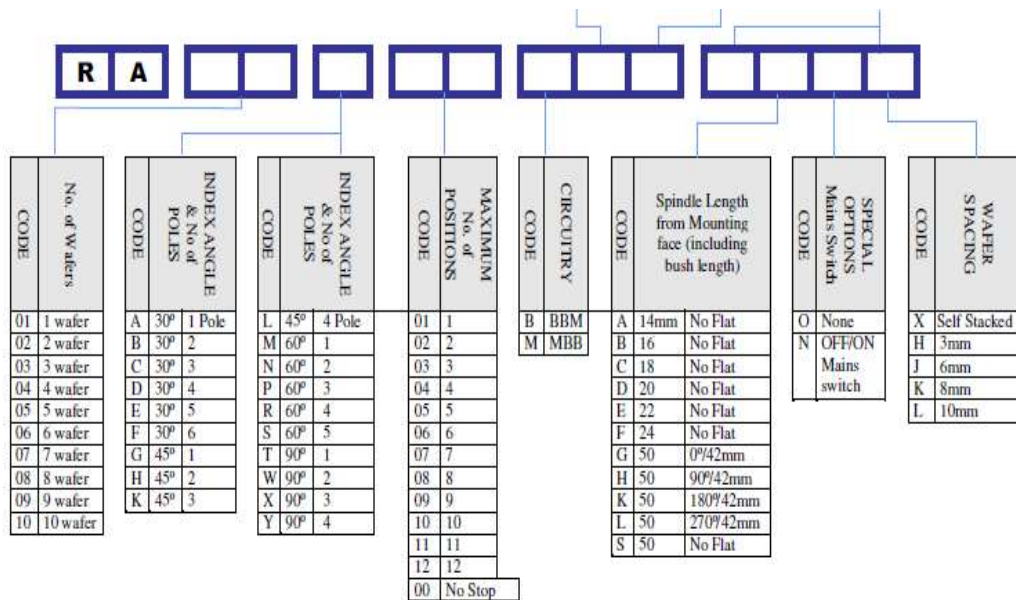 R A
CODE No. of Wafers
01 1 wafer
02 2 wafer
03 3 wafer
04 4 wafer
05 5 wafer
06 6 wafer
07 7 wafer
08 8 wafer
09 9 wafer
10 10 wafer
CODE INDEX ANGLE & No of POLES
A 30º 1 Pole
B 30º 2
C 30º 3
D 30º 4
E 30º 5
F 30º 6
G 45º 1
H 45º 2
K 45º 3
CODE INDEX ANGLE & No of POLES
L 45º 4 Pole
M 60º 1
N 60º 2
P 60º 3
R 60º 4
S 60º 5
T 90º 1
W 90º 2
X 90º 3
Y 90º 4
CODE MAXIMUM No. of POSITIONS
01 1
02 2
03 3
04 4
05 5
06 6
07 7
08 8
09 9
10 10
11 11
12 12
00 No Stop
CODE CIRCUITRY
B BBM
M MBB
CODE
Spindle Length
from Mounting
face (including
bush length)
A 14mm No Flat
B 16 No Flat
C 18 No Flat
D 20 No Flat
E 22 No Flat
F 24 No Flat
G 50 0º/42mm
H 50 90º/42mm
K 50 180º/42mm
L 50 270º/42mm
S 50 No Flat
CODE SPECIAL OPTIONS Mains Switch
O None
N OFF/ON
Mains
switch
CODE WAFER SPACING
X Self Stacked
H 3mm
J 6mm
K 8mm
L 10mm